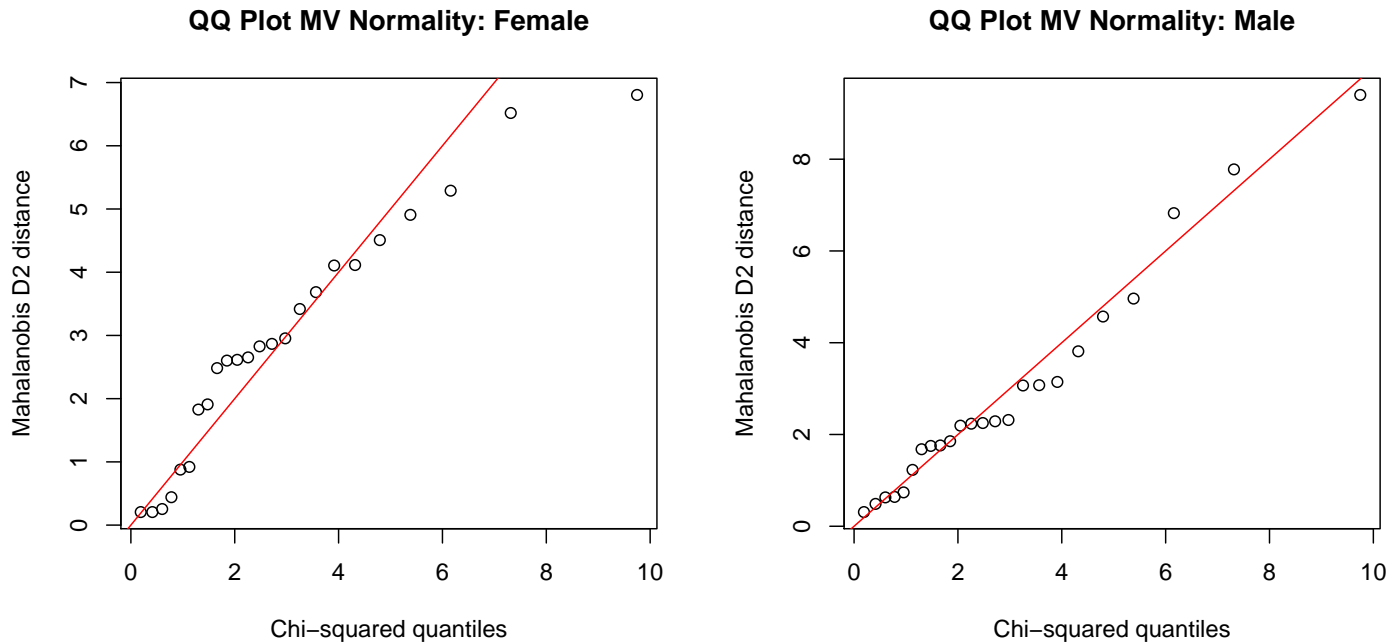 QQ Plot MV Normality: Female
Mahalanobis D2 distance
7
6
5
4
3
2
1
0
0 2 4 6 8 10
Chi−squared quantiles
QQ Plot MV Normality: Male
Mahalanobis D2 distance
8
6
4
2
0
0 2 4 6 8 10
Chi−squared quantiles